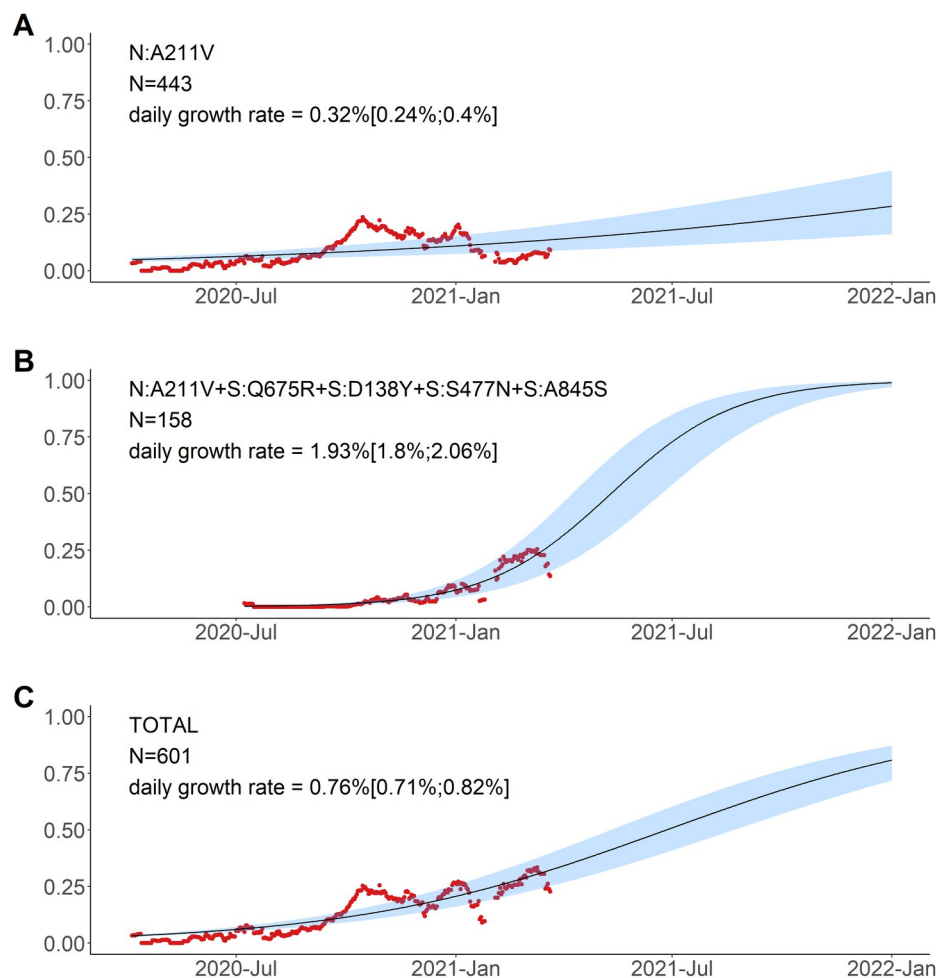 A
1.00
N:A211V
N=443
0.75
daily growth rate = 0.32%[0.24%;0.4%]
0.50
0.25
0.00
2020-Jul 2021-Jan 2021-Jul 2022-Jan
B
1.00
N:A211V+S:Q675R+S:D138Y+S:S477N+S:A845S
N=158
0.75
daily growth rate = 1.93%[1.8%;2.06%]
0.50
0.25
0.00
2020-Jul 2021-Jan 2021-Jul 2022-Jan
C
1.00
TOTAL
N=601
0.75
daily growth rate = 0.76%[0.71%;0.82%]
0.50
0.25
0.00
2020-Jul 2021-Jan 2021-Jul 2022-Jan